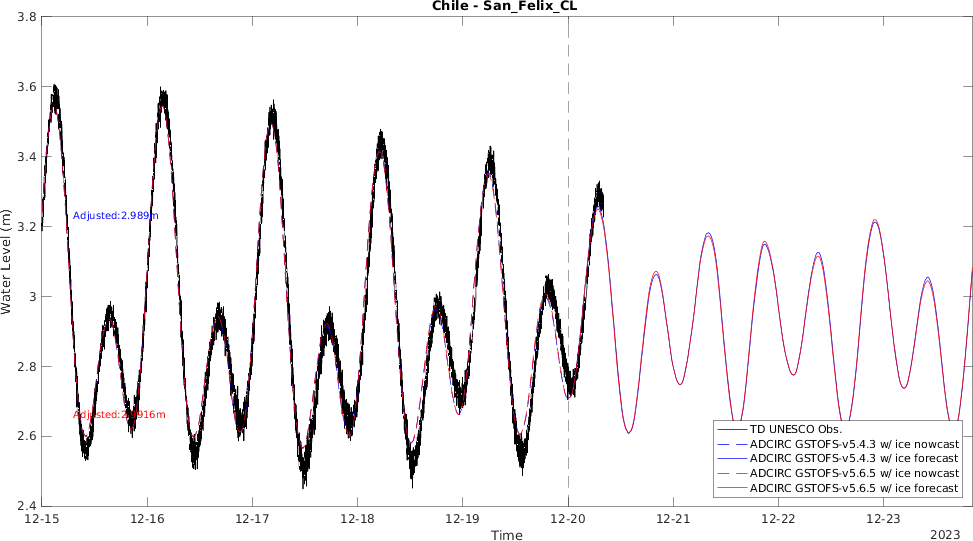 Chile - San_Felix_CL
3.8
3.6
3.4
3.2
3
2.8
2.6
2.4
Water Level (m)
Adjusted:2.989m
12-15
12-16
12-17
12-18
12-19
12-20
12-21
12-22
12-23
Time
2023
TD UNESCO Obs.
ADCIRC GSTOFS-v5.4.3 w/ ice nowcast
ADCIRC GSTOFS-v5.4.3 w/ ice forecast
ADCIRC GSTOFS-v5.6.5 w/ ice nowcast
ADCIRC GSTOFS-v5.6.5 w/ ice forecast